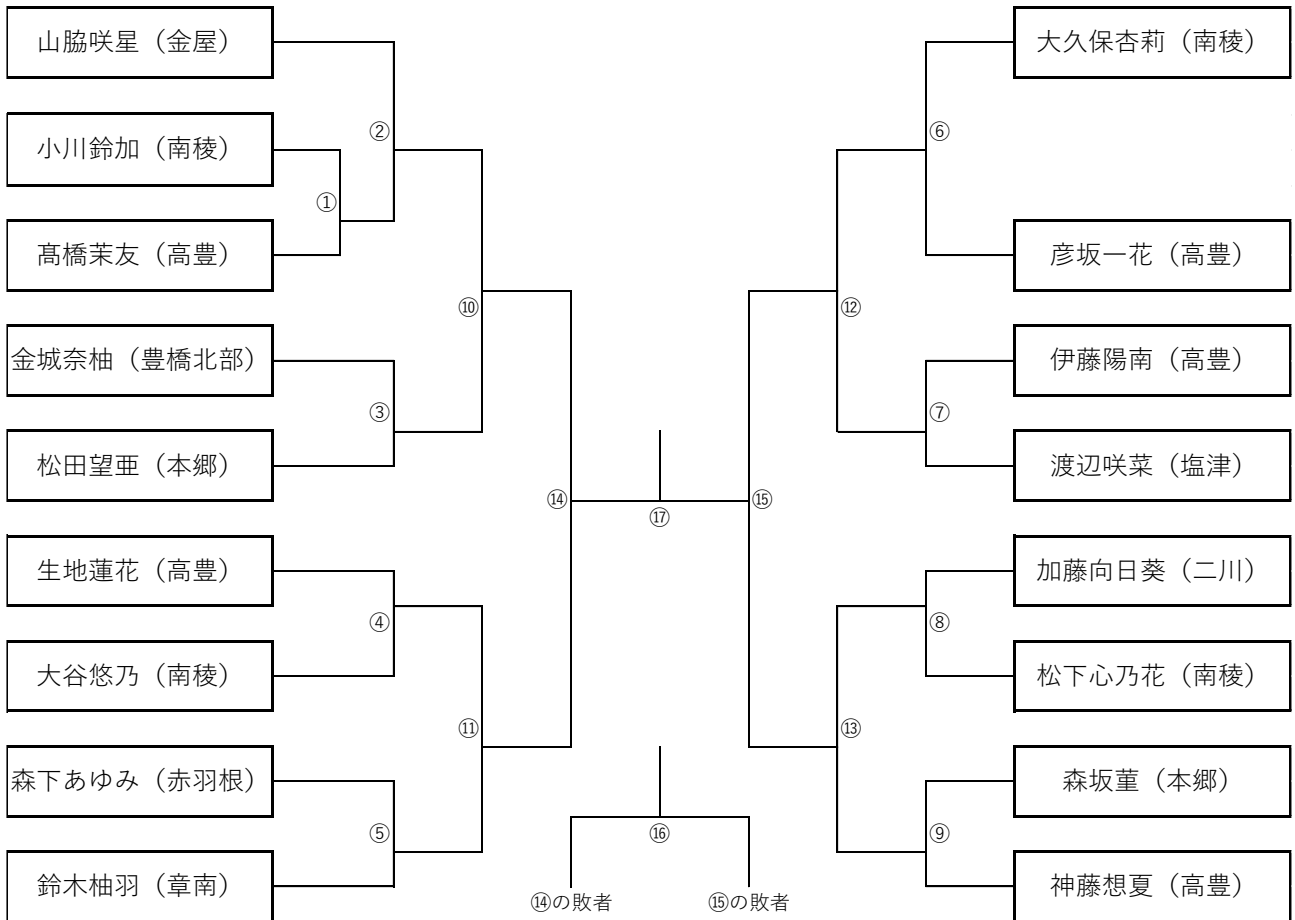 山脇咲星（金屋）
小川鈴加（南稜）
髙橋茉友（高豊）
金城奈柚（豊橋北部）
松田望亜（本郷）
生地蓮花（高豊）
大谷悠乃（南稜）
森下あゆみ（赤羽根）
鈴木柚羽（章南）
①
②
③
④
⑤
⑩
⑪
⑭
⑰
⑯
⑭の敗者
⑮の敗者
⑮
⑫
⑬
⑥
⑦
⑧
⑨
大久保杏莉（南稜）
彦坂一花（高豊）
伊藤陽南（高豊）
渡辺咲菜（塩津）
加藤向日葵（二川）
松下心乃花（南稜）
森坂菫（本郷）
神藤想夏（高豊）